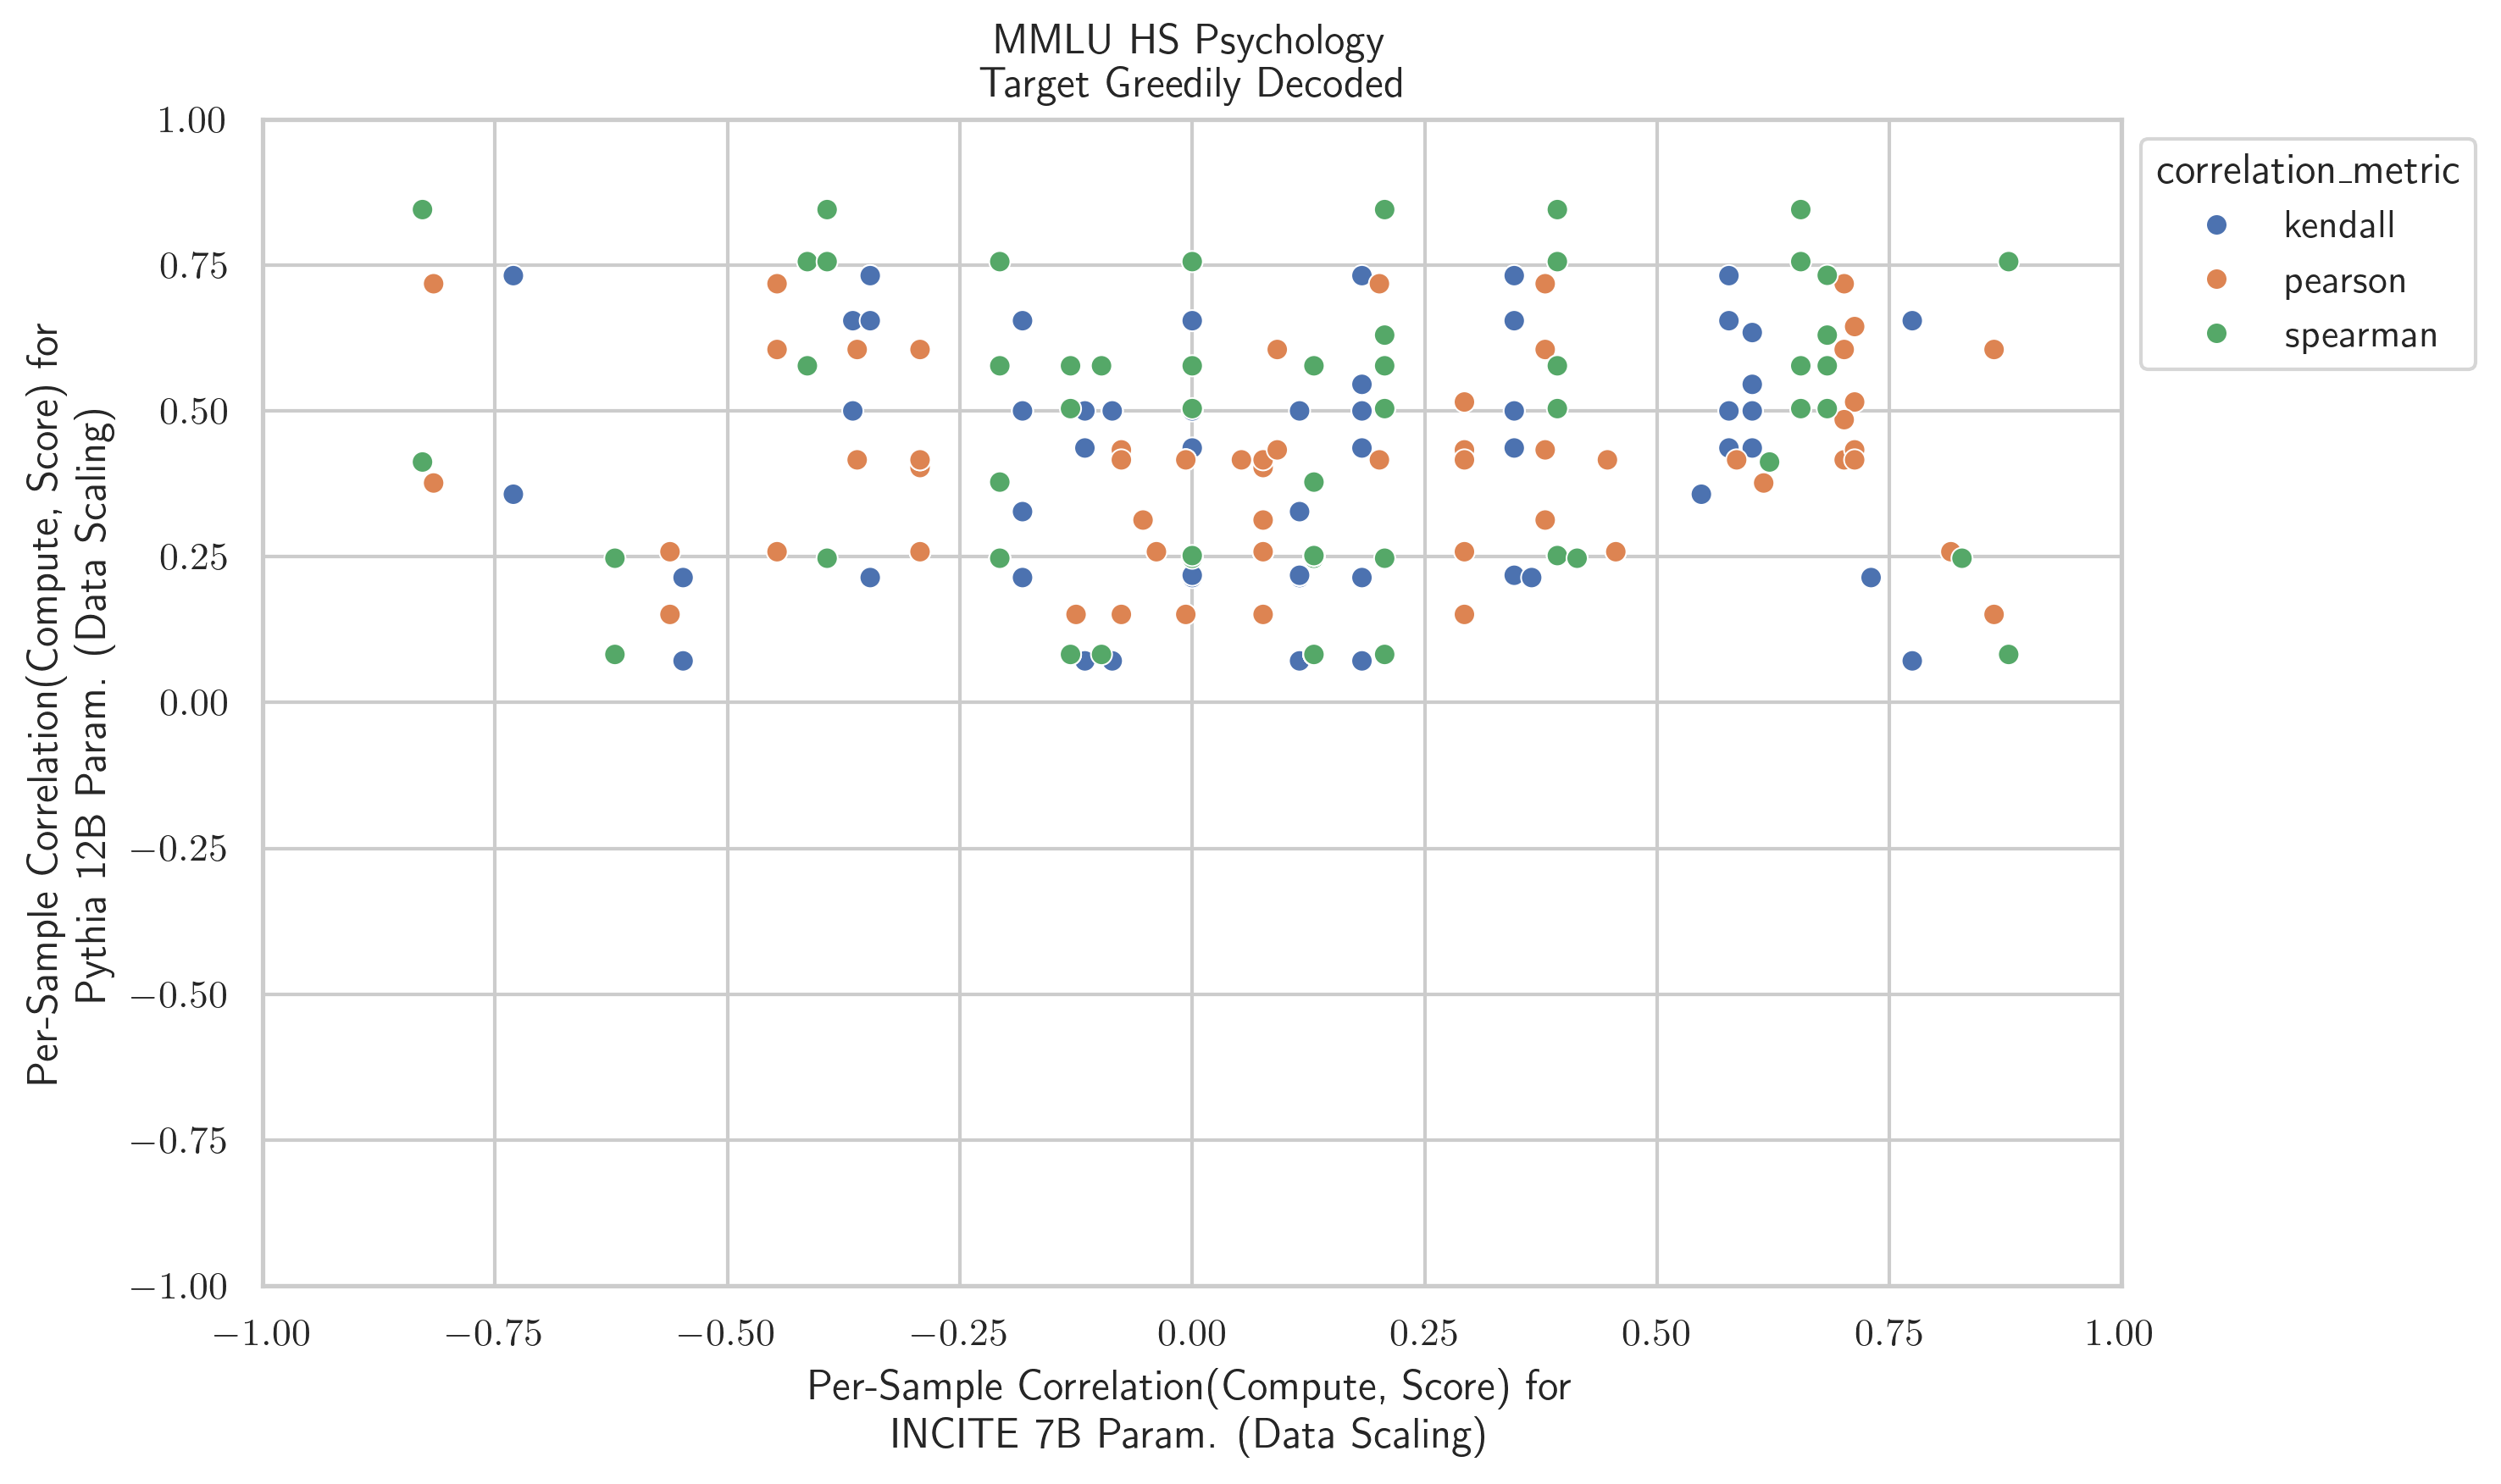 MMLU HS Psychology
Target Greedily Decoded
Per-Sample Correlation(Compute, Score) for
Pythia 12B Param. (Data Scaling)
1.00
0.75
0.50
0.25
0.00
−0.25
−0.50
−0.75
−1.00
−1.00 −0.75 −0.50 −0.25 0.00 0.25 0.50 0.75 1.00
Per-Sample Correlation(Compute, Score) for
INCITE 7B Param. (Data Scaling)
correlation_metric
kendall
pearson
spearman